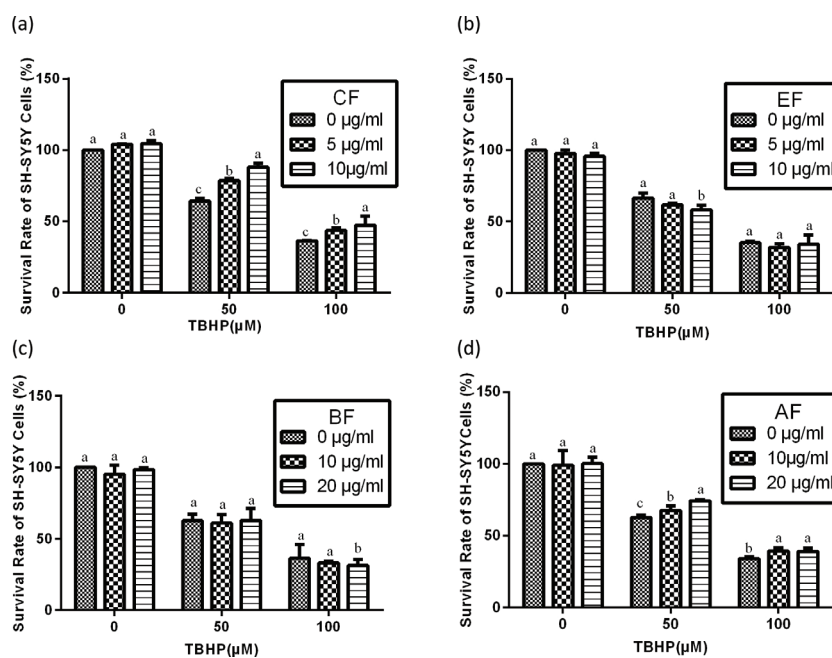 (a)
Survival Rate of SH-SY5Y Cells (%)
150
100
50
0
CF
0 μg/ml
5 μg/ml
10μg/ml
a a a
c b a
c b a
0 50 100
TBHP(μM)
(b)
Survival Rate of SH-SY5Y Cells (%)
150
100
50
0
EF
0 μg/ml
5 μg/ml
10 μg/ml
a a a
a a b
a a a
0 50 100
TBHP(μM)
(c)
Survival Rate of SH-SY5Y Cells (%)
150
100
50
0
BF
0 μg/ml
10 μg/ml
20 μg/ml
a a a
a a a
a a b
0 50 100
TBHP(μM)
(d)
Survival Rate of SH-SY5Y Cells (%)
150
100
50
0
AF
0 μg/ml
10μg/ml
20 μg/ml
a a a
c b a
b a a
0 50 100
TBHP(μM)